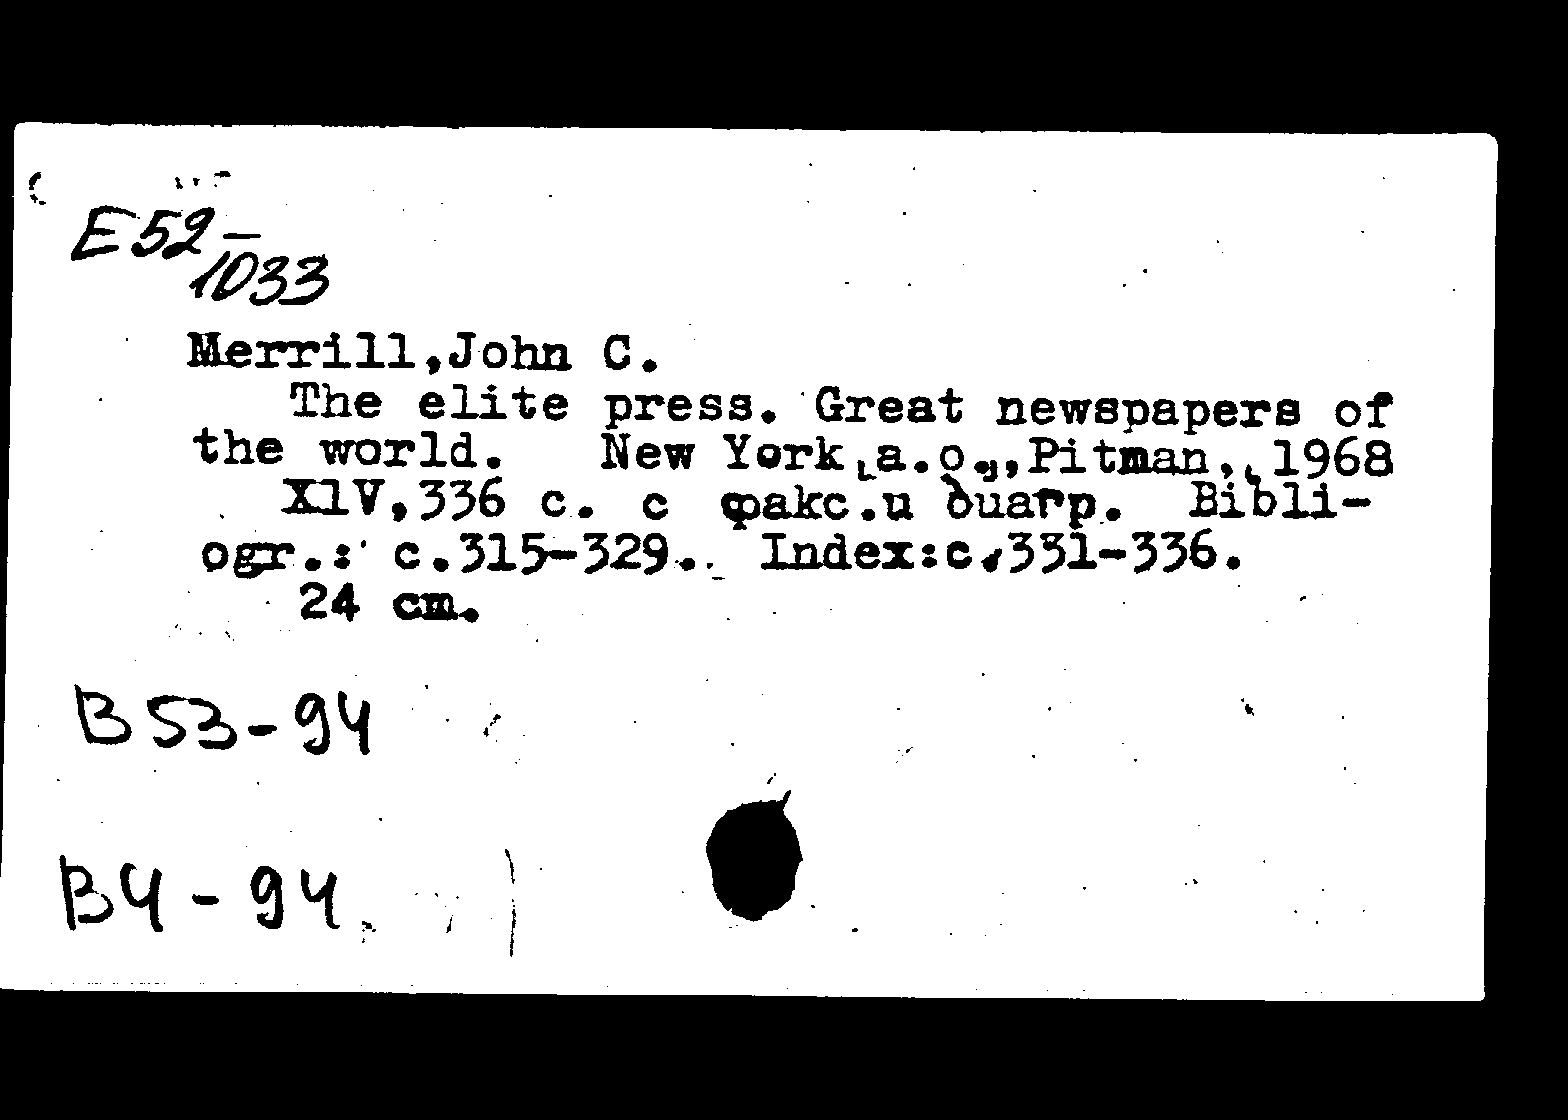 E52-
1033
Merrill,John C.
The elite press. Great newspapers of
the world. New York [a.o.], Pitman, [1968
XIV,336 с. с факс.и диагр. Bibli-
ogr.: с.315-329. Index:с.331-336.
24 cm.
B53-94
B4-94